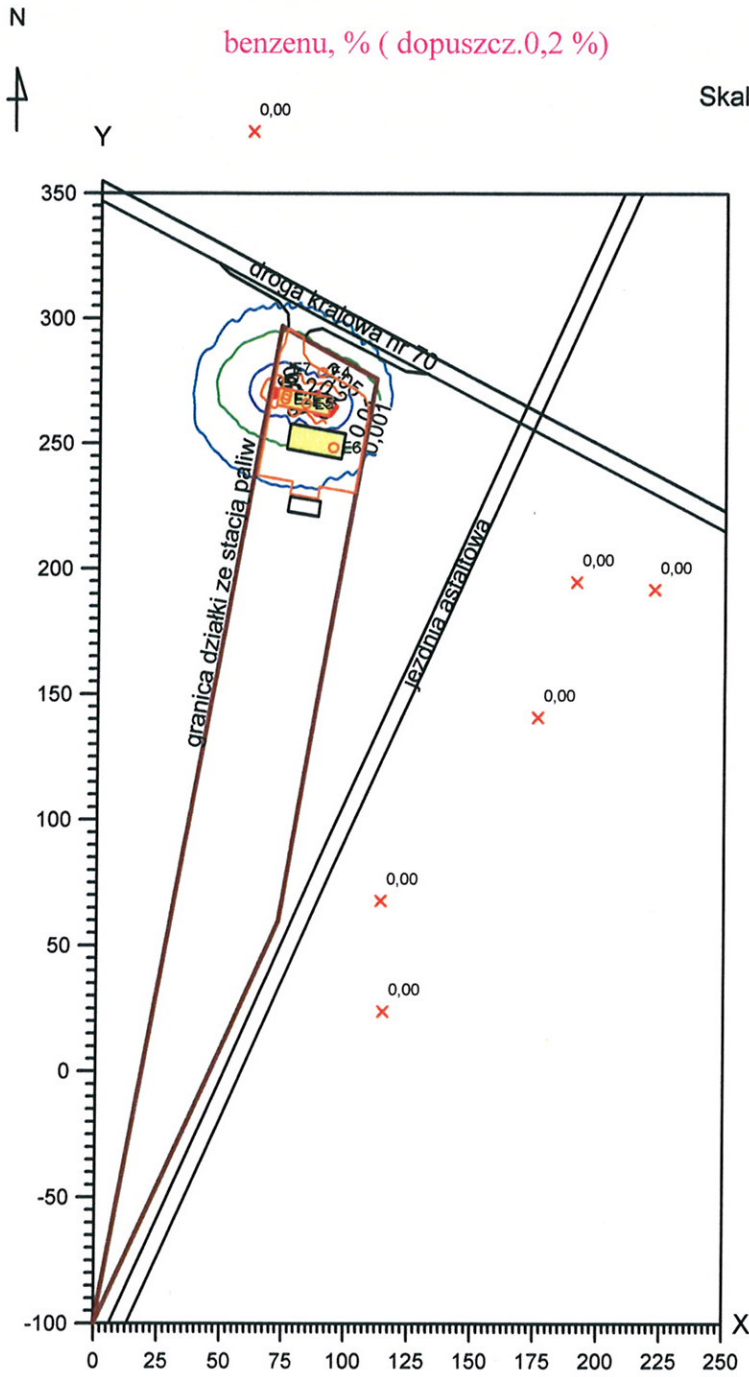 N
benzenu, % ( dopuszcz.0,2 %)
Skal
0,00
Y
350
droga krajowa nr 70
300
0,001
250
E6
granica działki ze stacją paliw
jezdnia asfaltowa
200
0,00
0,00
150
0,00
100
0,00
50
0,00
0
-50
-100
X
0 25 50 75 100 125 150 175 200 225 250